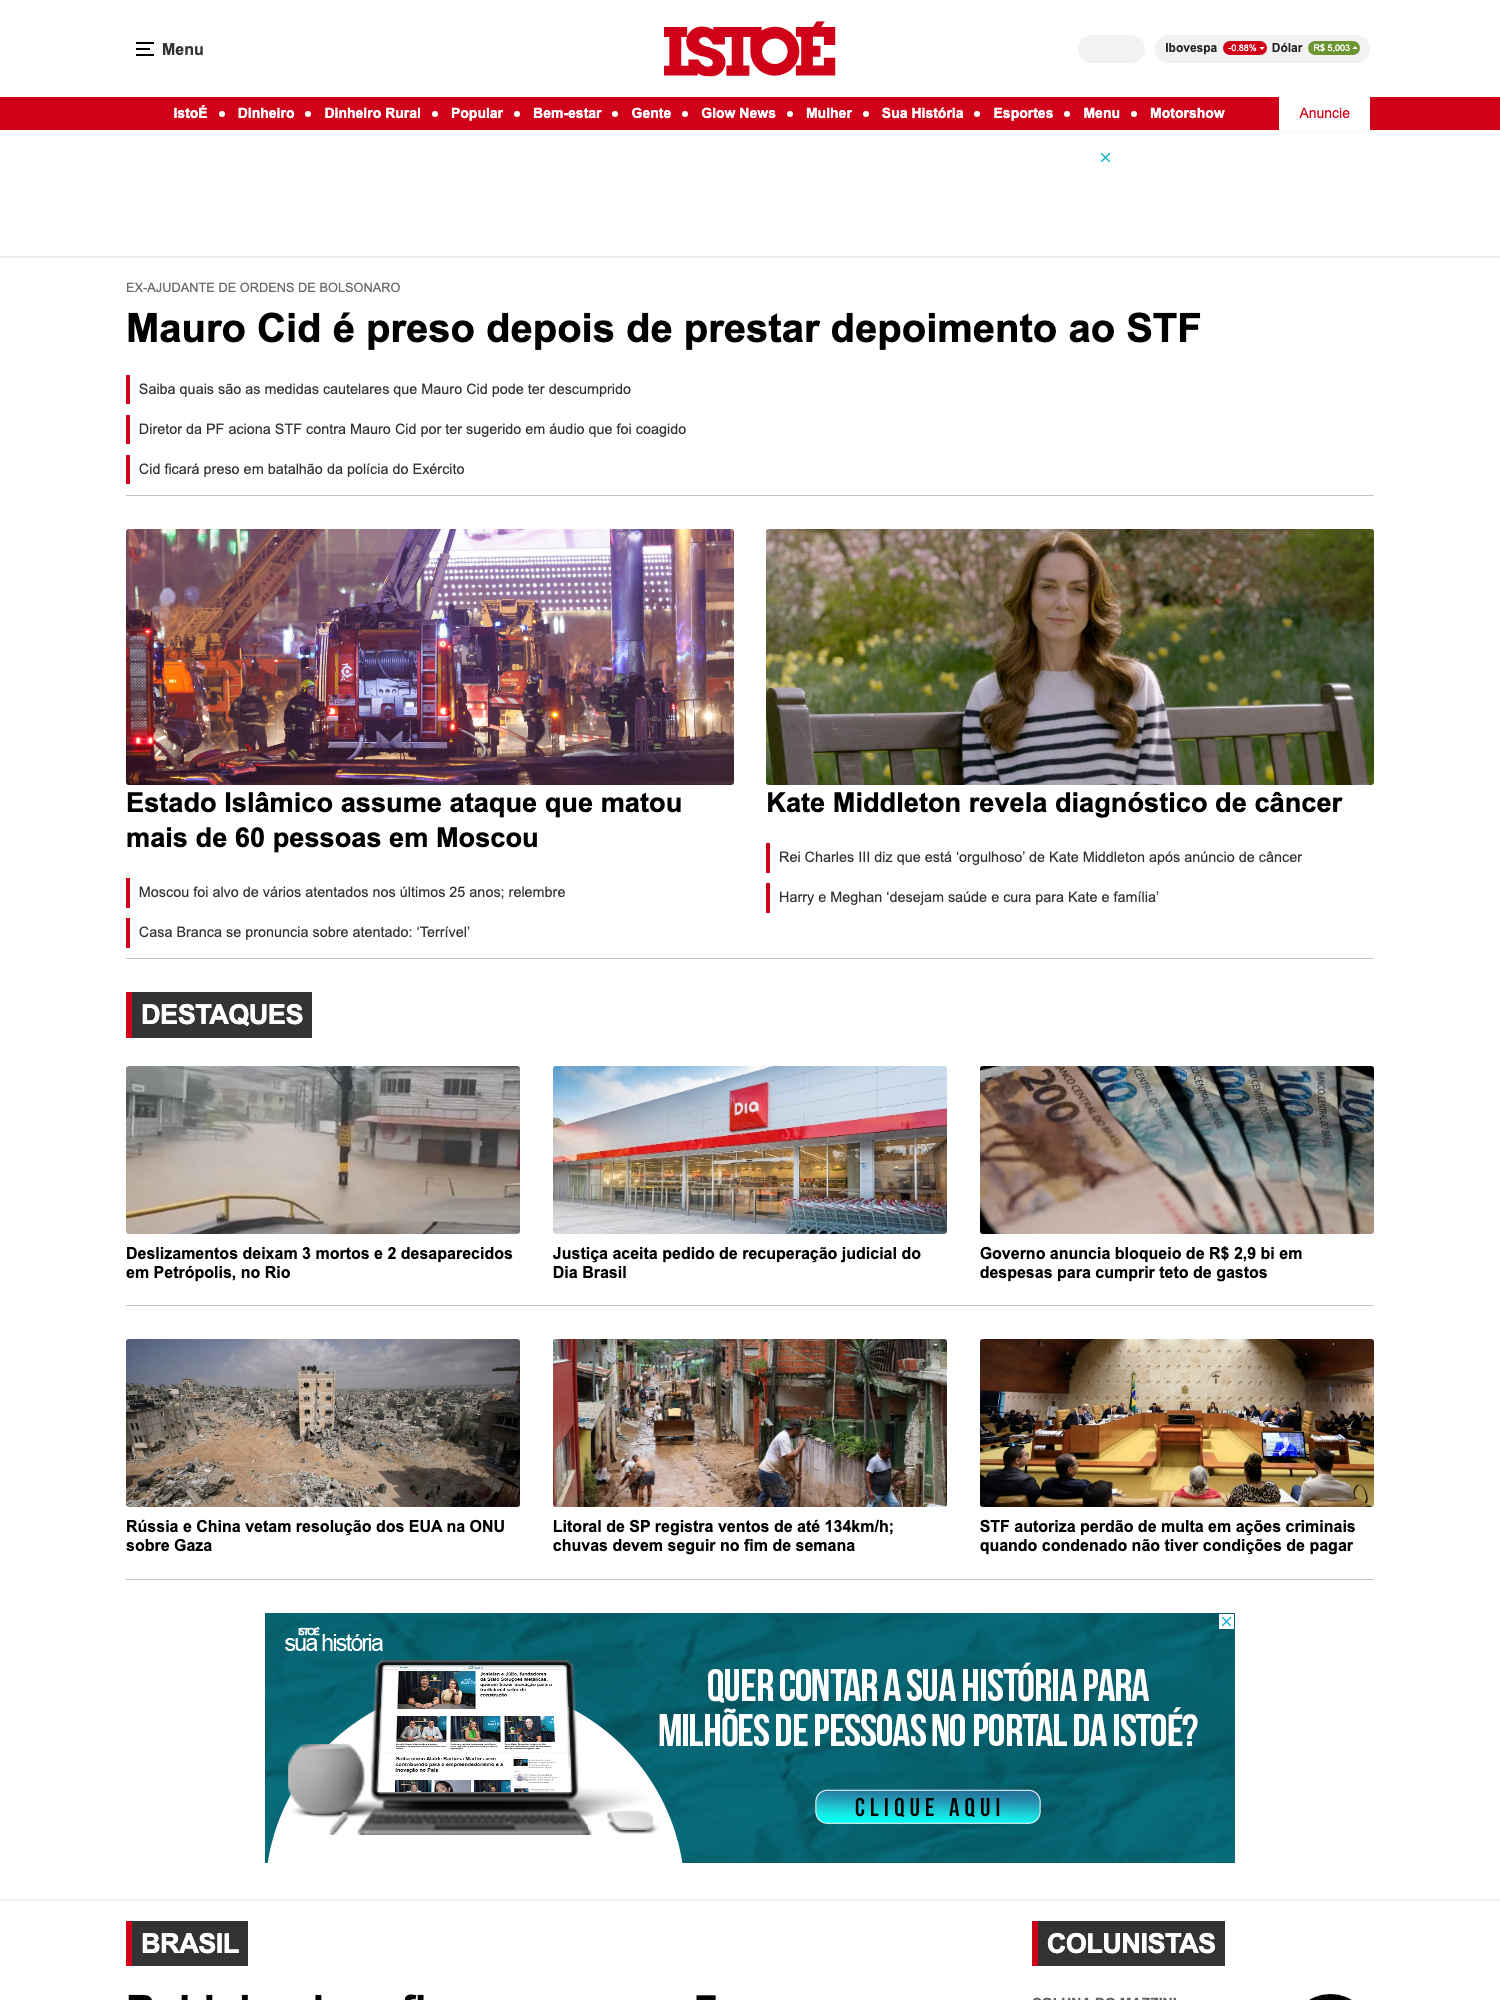 Menu
ISTOÉ
Ibovespa -0.88% Dólar R$ 5,003
IstoÉ • Dinheiro • Dinheiro Rural • Popular • Bem-estar • Gente • Glow News • Mulher • Sua História • Esportes • Menu • Motorshow
Anuncie
EX-AJUDANTE DE ORDENS DE BOLSONARO
Mauro Cid é preso depois de prestar depoimento ao STF
Saiba quais são as medidas cautelares que Mauro Cid pode ter descumprido
Diretor da PF aciona STF contra Mauro Cid por ter sugerido em áudio que foi coagido
Cid ficará preso em batalhão da polícia do Exército
Estado Islâmico assume ataque que matou
mais de 60 pessoas em Moscou
Moscou foi alvo de vários atentados nos últimos 25 anos; relembre
Casa Branca se pronuncia sobre atentado: ‘Terrível’
Kate Middleton revela diagnóstico de câncer
Rei Charles III diz que está ‘orgulhoso’ de Kate Middleton após anúncio de câncer
Harry e Meghan ‘desejam saúde e cura para Kate e família’
DESTAQUES
Dia
200
100
100
100
BANCO CENTRAL DO BRASIL
Deslizamentos deixam 3 mortos e 2 desaparecidos
em Petrópolis, no Rio
Justiça aceita pedido de recuperação judicial do
Dia Brasil
Governo anuncia bloqueio de R$ 2,9 bi em
despesas para cumprir teto de gastos
Rússia e China vetam resolução dos EUA na ONU
sobre Gaza
Litoral de SP registra ventos de até 134km/h;
chuvas devem seguir no fim de semana
STF autoriza perdão de multa em ações criminais
quando condenado não tiver condições de pagar
ISTOÉ
sua história
QUER CONTAR A SUA HISTÓRIA PARA
MILHÕES DE PESSOAS NO PORTAL DA ISTOÉ?
CLIQUE AQUI
BRASIL
COLUNISTAS